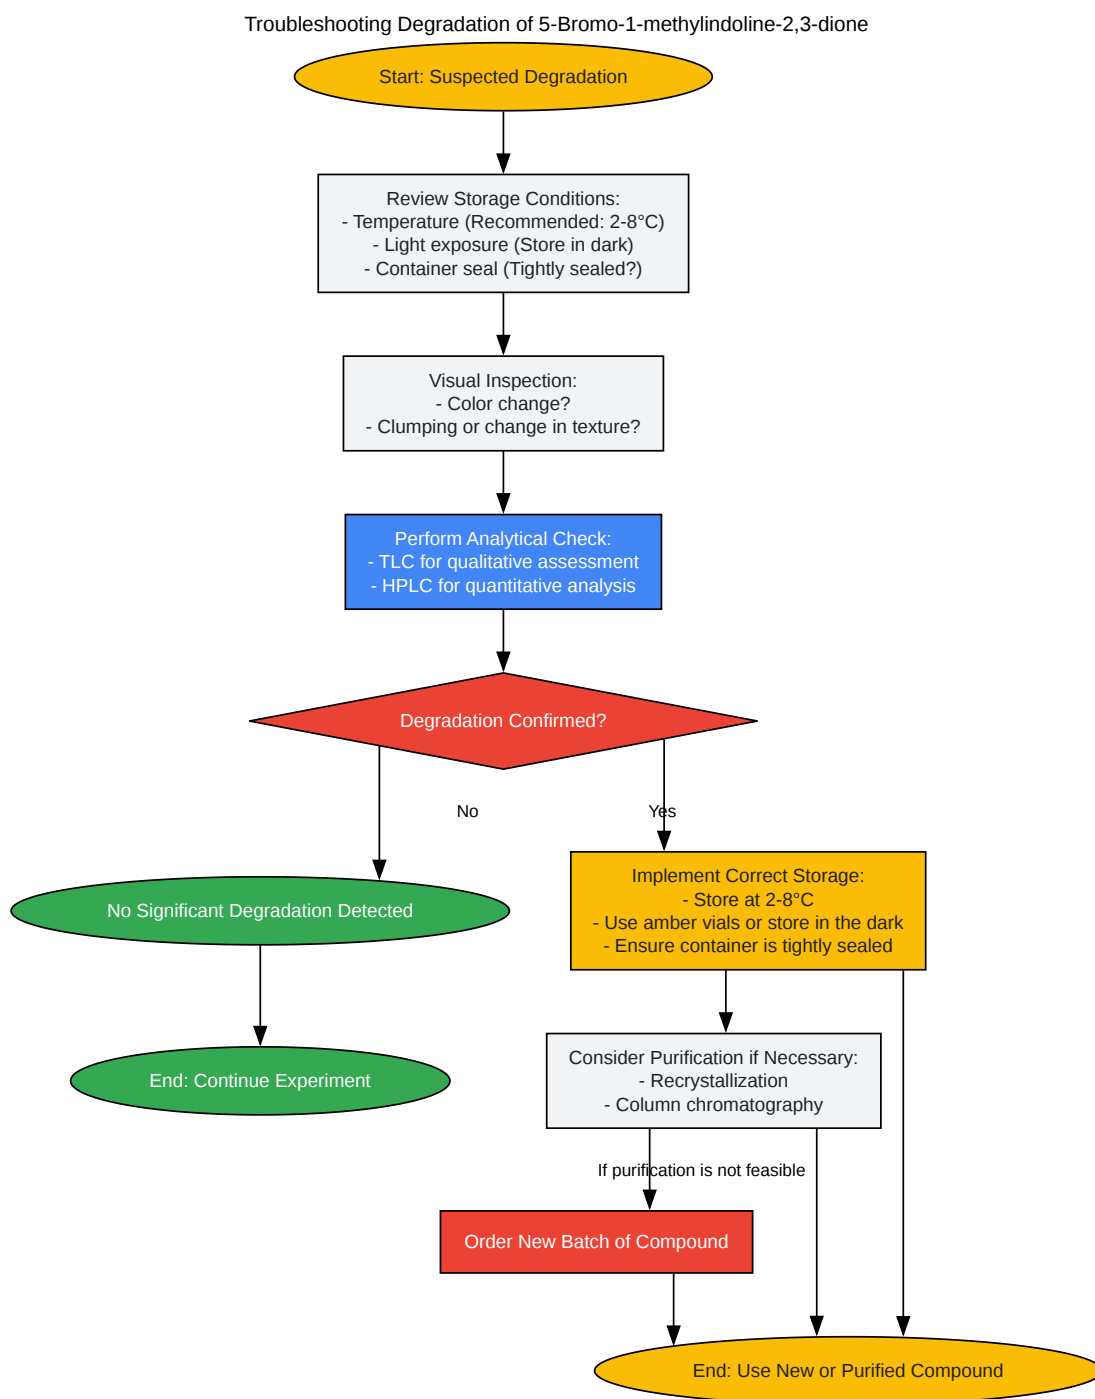 Troubleshooting Degradation of 5-Bromo-1-methylindoline-2,3-dione
Start: Suspected Degradation
Review Storage Conditions:
- Temperature (Recommended: 2-8°C)
- Light exposure (Store in dark)
- Container seal (Tightly sealed?)
Visual Inspection:
- Color change?
- Clumping or change in texture?
Perform Analytical Check:
- TLC for qualitative assessment
- HPLC for quantitative analysis
Degradation Confirmed?
No
Yes
No Significant Degradation Detected
End: Continue Experiment
Implement Correct Storage:
- Store at 2-8°C
- Use amber vials or store in the dark
- Ensure container is tightly sealed
Consider Purification if Necessary:
- Recrystallization
- Column chromatography
If purification is not feasible
Order New Batch of Compound
End: Use New or Purified Compound